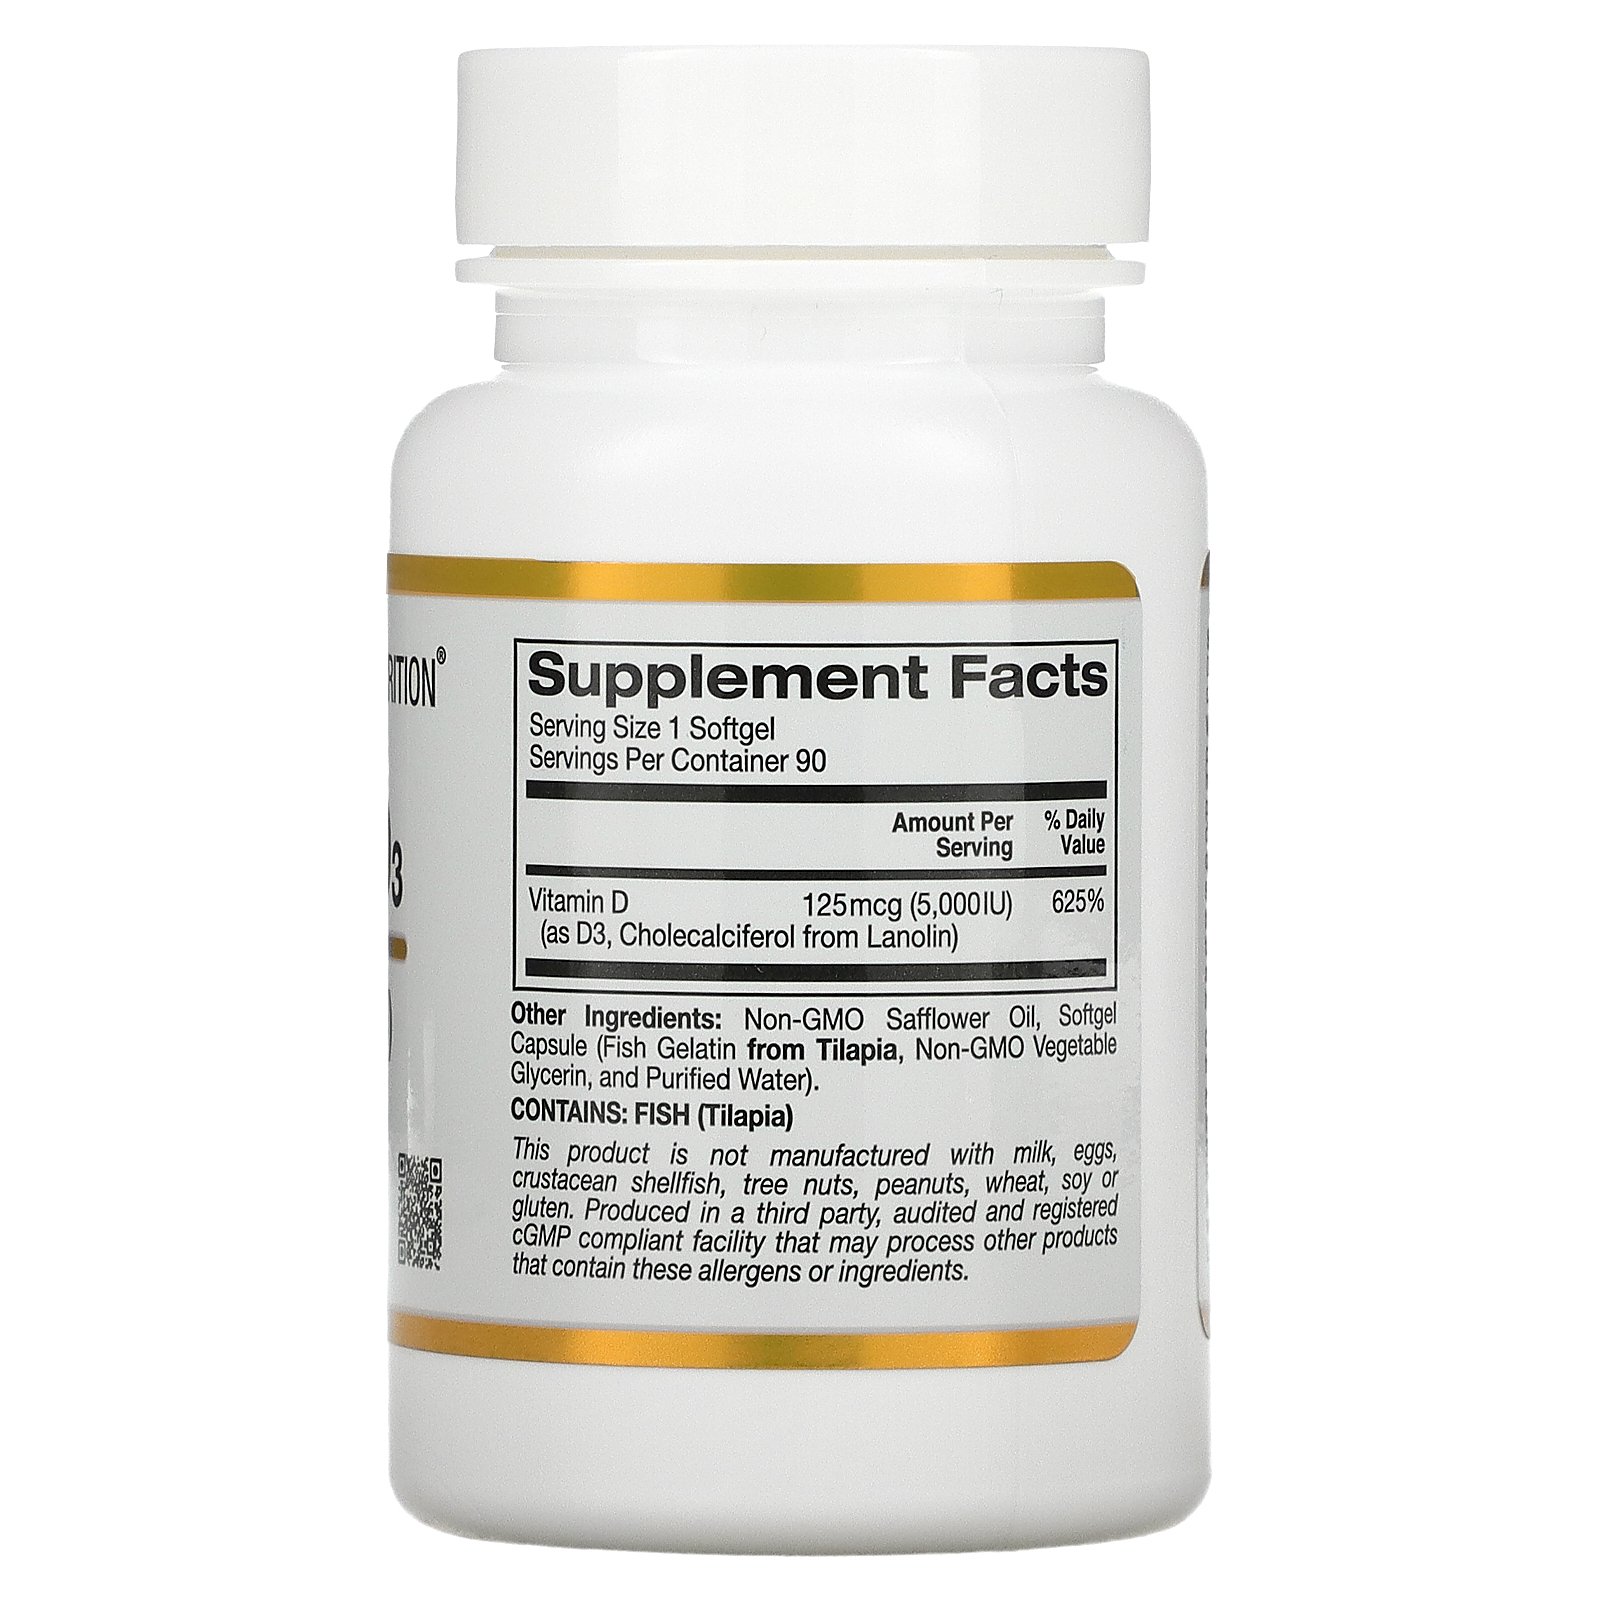 Supplement Facts
Serving Size 1 Softgel
Servings Per Container 90
Amount Per Serving
% Daily Value
Vitamin D 125mcg (5,000IU) 625%
(as D3, Cholecalciferol from Lanolin)
Other Ingredients: Non-GMO Safflower Oil, Softgel
Capsule (Fish Gelatin from Tilapia, Non-GMO Vegetable
Glycerin, and Purified Water).
CONTAINS: FISH (Tilapia)
This product is not manufactured with milk, eggs,
crustacean shellfish, tree nuts, peanuts, wheat, soy or
gluten. Produced in a third party, audited and registered
cGMP compliant facility that may process other products
that contain these allergens or ingredients.